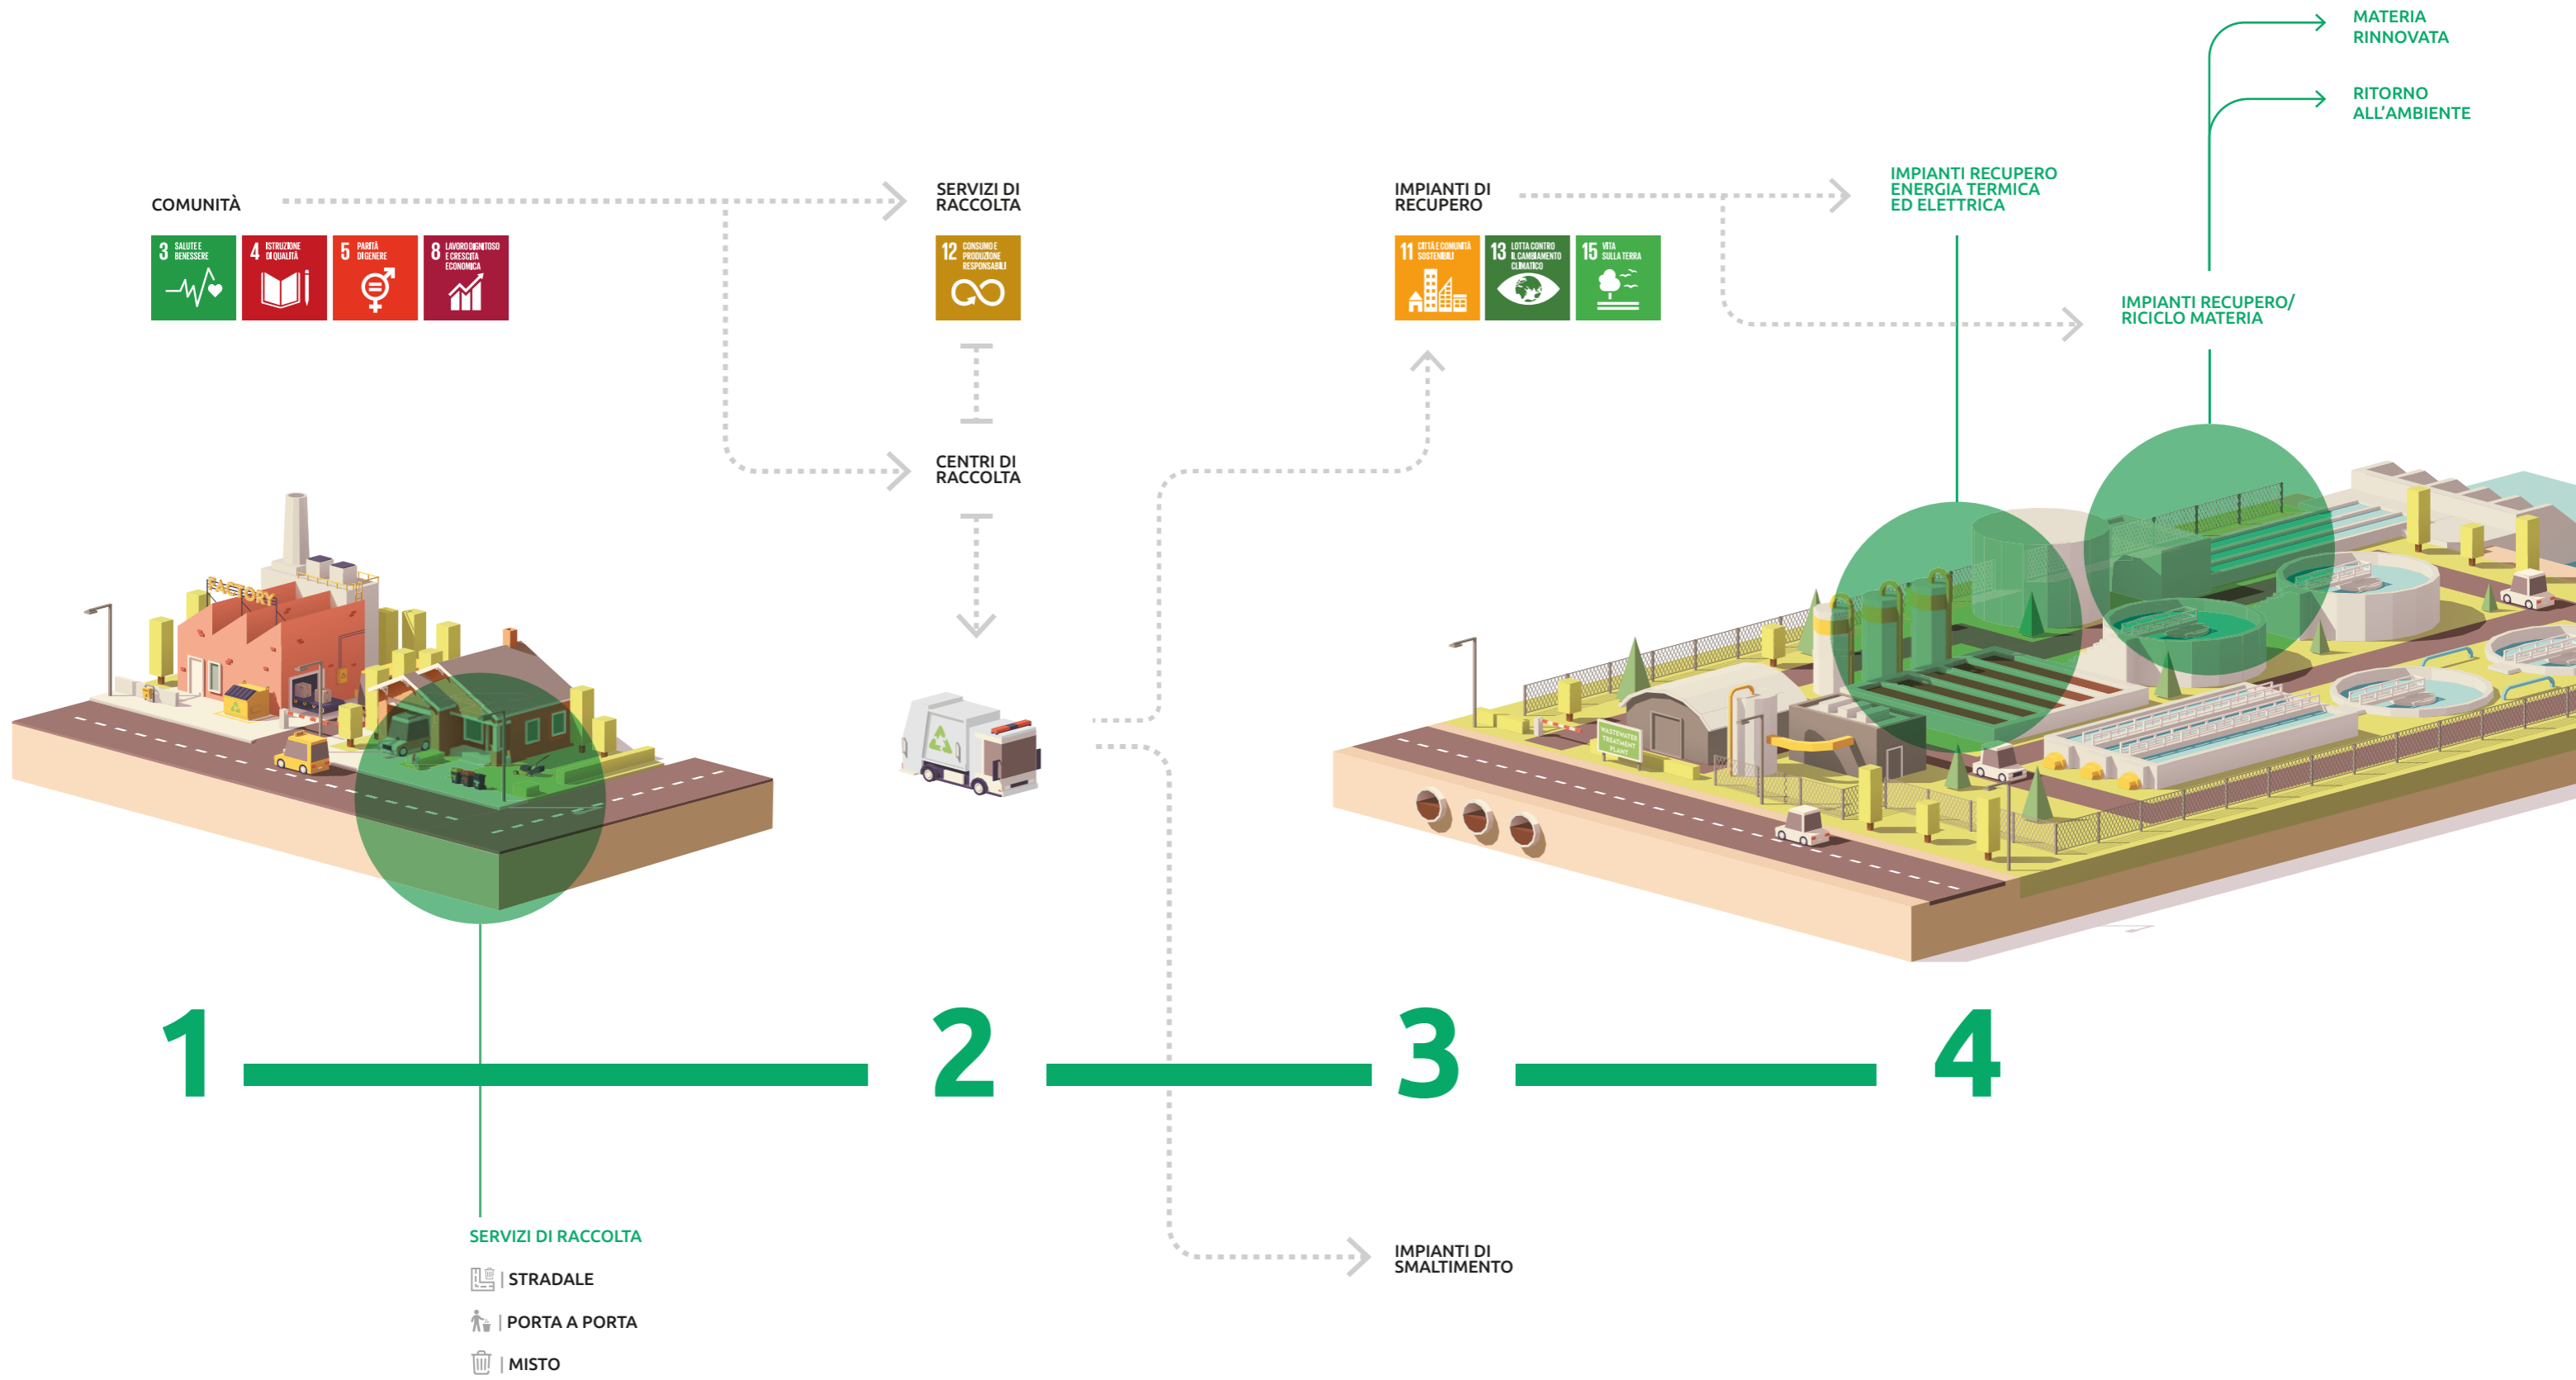 MATERIA
RINNOVATA
RITORNO
ALL'AMBIENTE
COMUNITÀ
3 SALUTE E
BENESSERE
4 ISTRUZIONE
DI QUALITÀ
5 PARITÀ
DI GENERE
8 LAVORO DIGNITOSO
E CRESCITA
ECONOMICA
SERVIZI DI
RACCOLTA
12 CONSUMO E
PRODUZIONE
RESPONSABILI
CENTRI DI
RACCOLTA
IMPIANTI DI
RECUPERO
11 CITTÀ E COMUNITÀ
SOSTENIBILI
13 LOTTA CONTRO
IL CAMBIAMENTO
CLIMATICO
15 VITA
SULLA TERRA
IMPIANTI RECUPERO
ENERGIA TERMICA
ED ELETTRICA
IMPIANTI RECUPERO/
RICICLO MATERIA
FACTORY
WASTEWATER
TREATMENT
PLANT
1
2
3
4
SERVIZI DI RACCOLTA
| STRADALE
| PORTA A PORTA
| MISTO
IMPIANTI DI
SMALTIMENTO